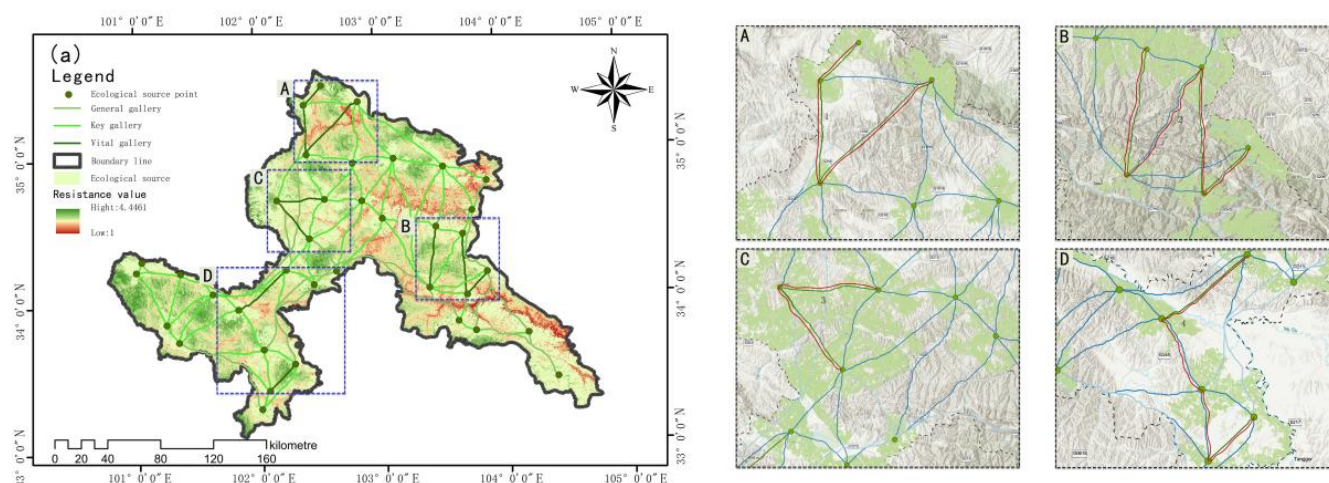 101° 0′0″E 102° 0′0″E 103° 0′0″E 104° 0′0″E 105° 0′0″E
(a)
Legend
Ecological source point
General gallery
Key gallery
Vital gallery
Boundary line
Ecological source
Resistance value
Hight:4.4461
Low:1
N
W E
S
A
C
B
D
35° 0′0″N
34° 0′0″N
33° 0′0″N
35° 0′0″N
34° 0′0″N
33° 0′0″N
kilometre
0 10 20 40 80 120 160
101° 0′0″E 102° 0′0″E 103° 0′0″E 104° 0′0″E
A
1
B
2
C
3
D
4
Tanggor